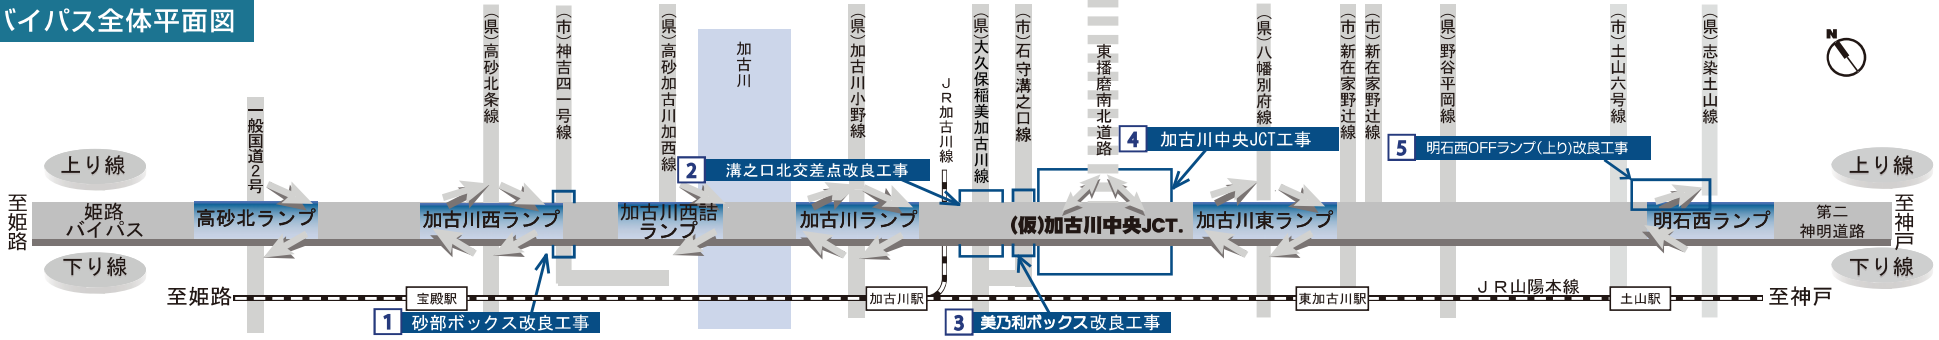 バイパス全体平面図
一般国道2号
(県)高砂北条線
(市)神吉四一号線
(県)高砂加古川加西線
加古川
(県)加古川小野線
JR加古川線
(県)大久保稲美加古川線
(市)石守溝之口線
東播磨南北道路
(県)八幡別府線
(市)新在家野辻線
(市)新在家野辻線
(県)野谷平岡線
(市)土山六号線
(県)志染土山線
N
上り線
2 溝之口北交差点改良工事
4 加古川中央JCT工事
5 明石西OFFランプ(上り)改良工事
上り線
至姫路
姫路
バイパス
高砂北ランプ
加古川西ランプ
加古川西詰
ランプ
加古川ランプ
(仮)加古川中央JCT.
加古川東ランプ
明石西ランプ
第二
神明道路
至神戸
下り線
下り線
至姫路
宝殿駅
加古川駅
東加古川駅
JR山陽本線
土山駅
至神戸
1 砂部ボックス改良工事
3 美乃利ボックス改良工事